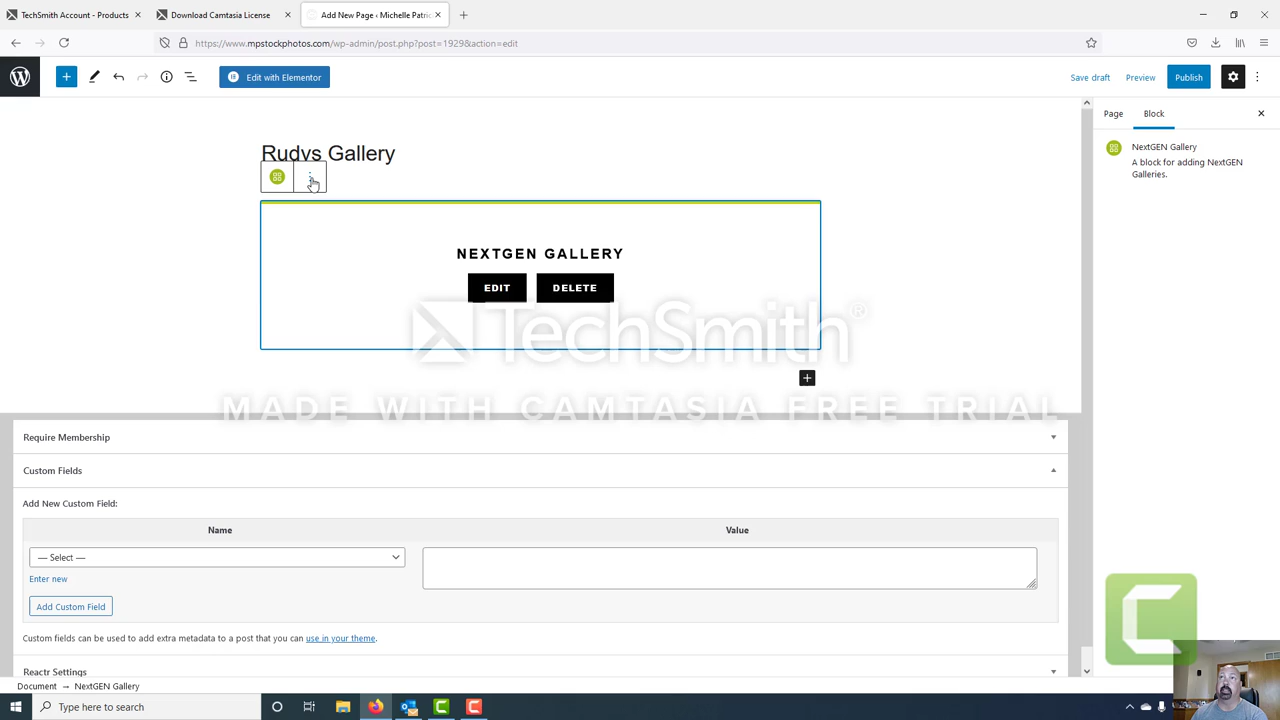 TechSmith Account - Products
Download Camtasia License
Add New Page ‹ Michelle Patric
https://www.mpstockphotos.com/wp-admin/post.php?post=1929&action=edit
Edit with Elementor
Save draft
Preview
Publish
Page
Block
NextGEN Gallery
A block for adding NextGEN
Galleries.
Rudys Gallery
NEXTGEN GALLERY
EDIT
DELETE
TechSmith®
MADE WITH CAMTASIA FREE TRIAL
Require Membership
Custom Fields
Add New Custom Field:
Name
Value
— Select —
Enter new
Add Custom Field
Custom fields can be used to add extra metadata to a post that you can use in your theme.
Reactr Settings
Document → NextGEN Gallery
Type here to search